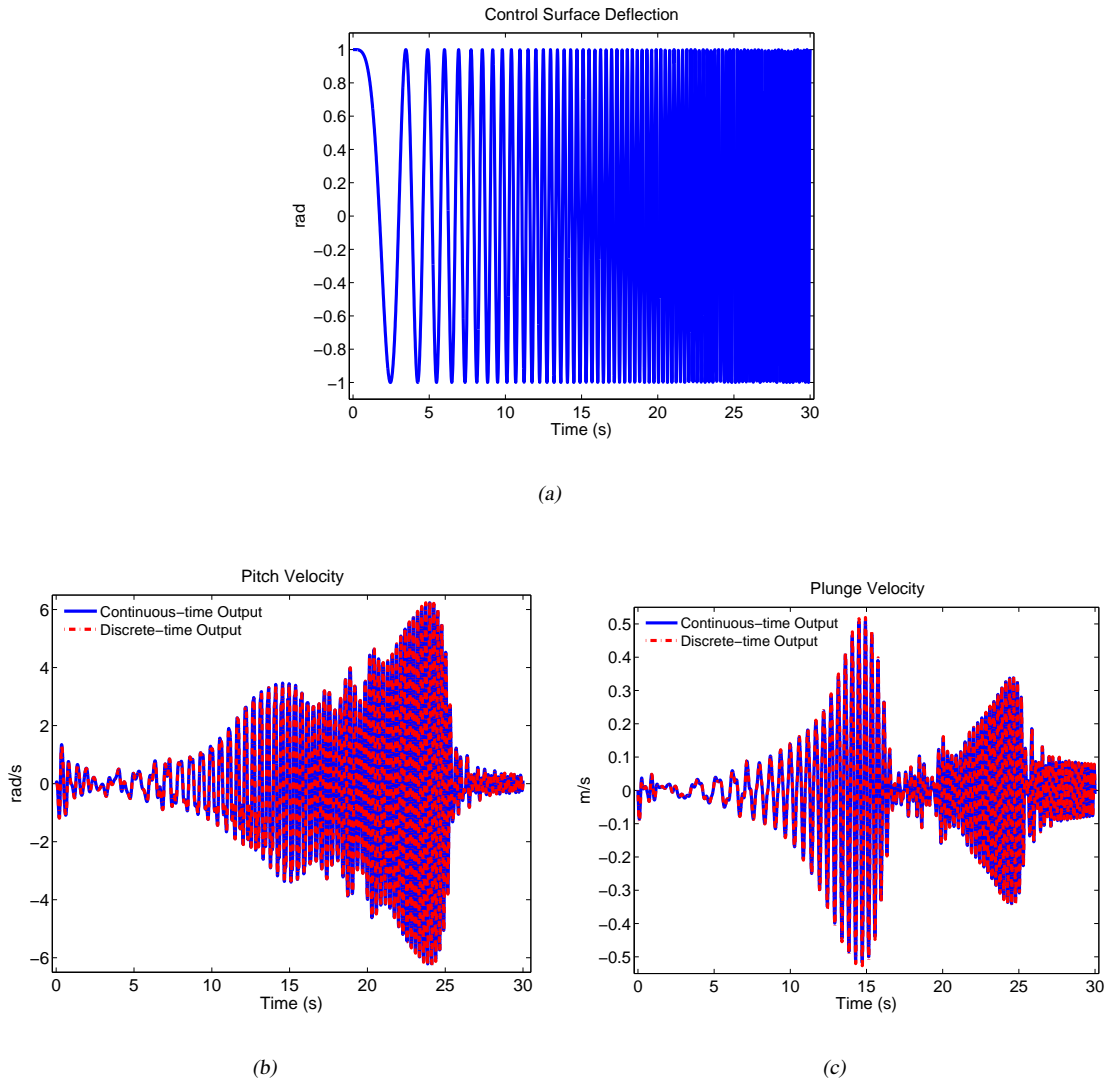 Control Surface Deflection
1
0.8
0.6
0.4
0.2
0
−0.2
−0.4
−0.6
−0.8
−1
rad
0 5 10 15 20 25 30
Time (s)
(a)
Pitch Velocity
Continuous−time Output
Discrete−time Output
6
4
2
0
−2
−4
−6
rad/s
0 5 10 15 20 25 30
Time (s)
(b)
Plunge Velocity
Continuous−time Output
Discrete−time Output
0.5
0.4
0.3
0.2
0.1
0
−0.1
−0.2
−0.3
−0.4
−0.5
m/s
0 5 10 15 20 25 30
Time (s)
(c)